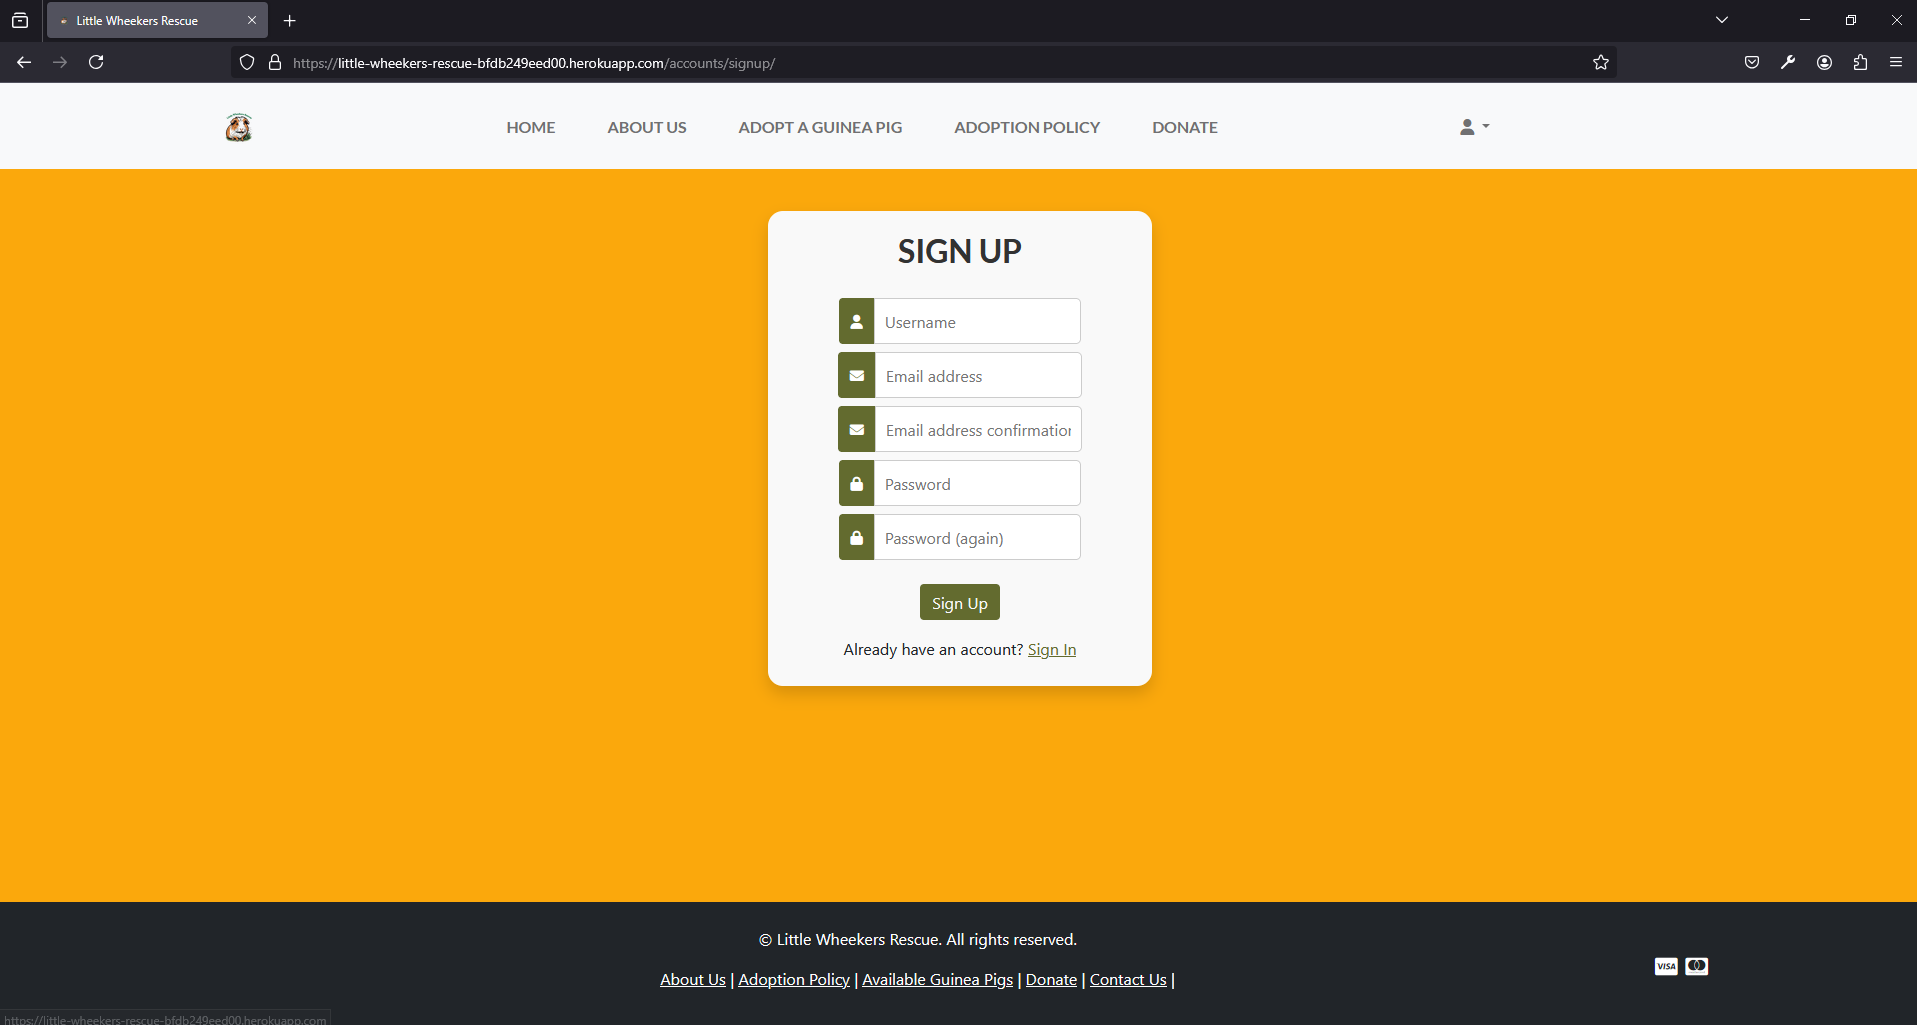 Little Wheekers Rescue
https://little-wheekers-rescue-bfdb249eed00.herokuapp.com/accounts/signup/
HOME ABOUT US ADOPT A GUINEA PIG ADOPTION POLICY DONATE
SIGN UP
Username
Email address
Email address confirmation
Password
Password (again)
Sign Up
Already have an account? Sign In
© Little Wheekers Rescue. All rights reserved.
VISA
About Us | Adoption Policy | Available Guinea Pigs | Donate | Contact Us |
https://little-wheekers-rescue-bfdb249eed00.herokuapp.com